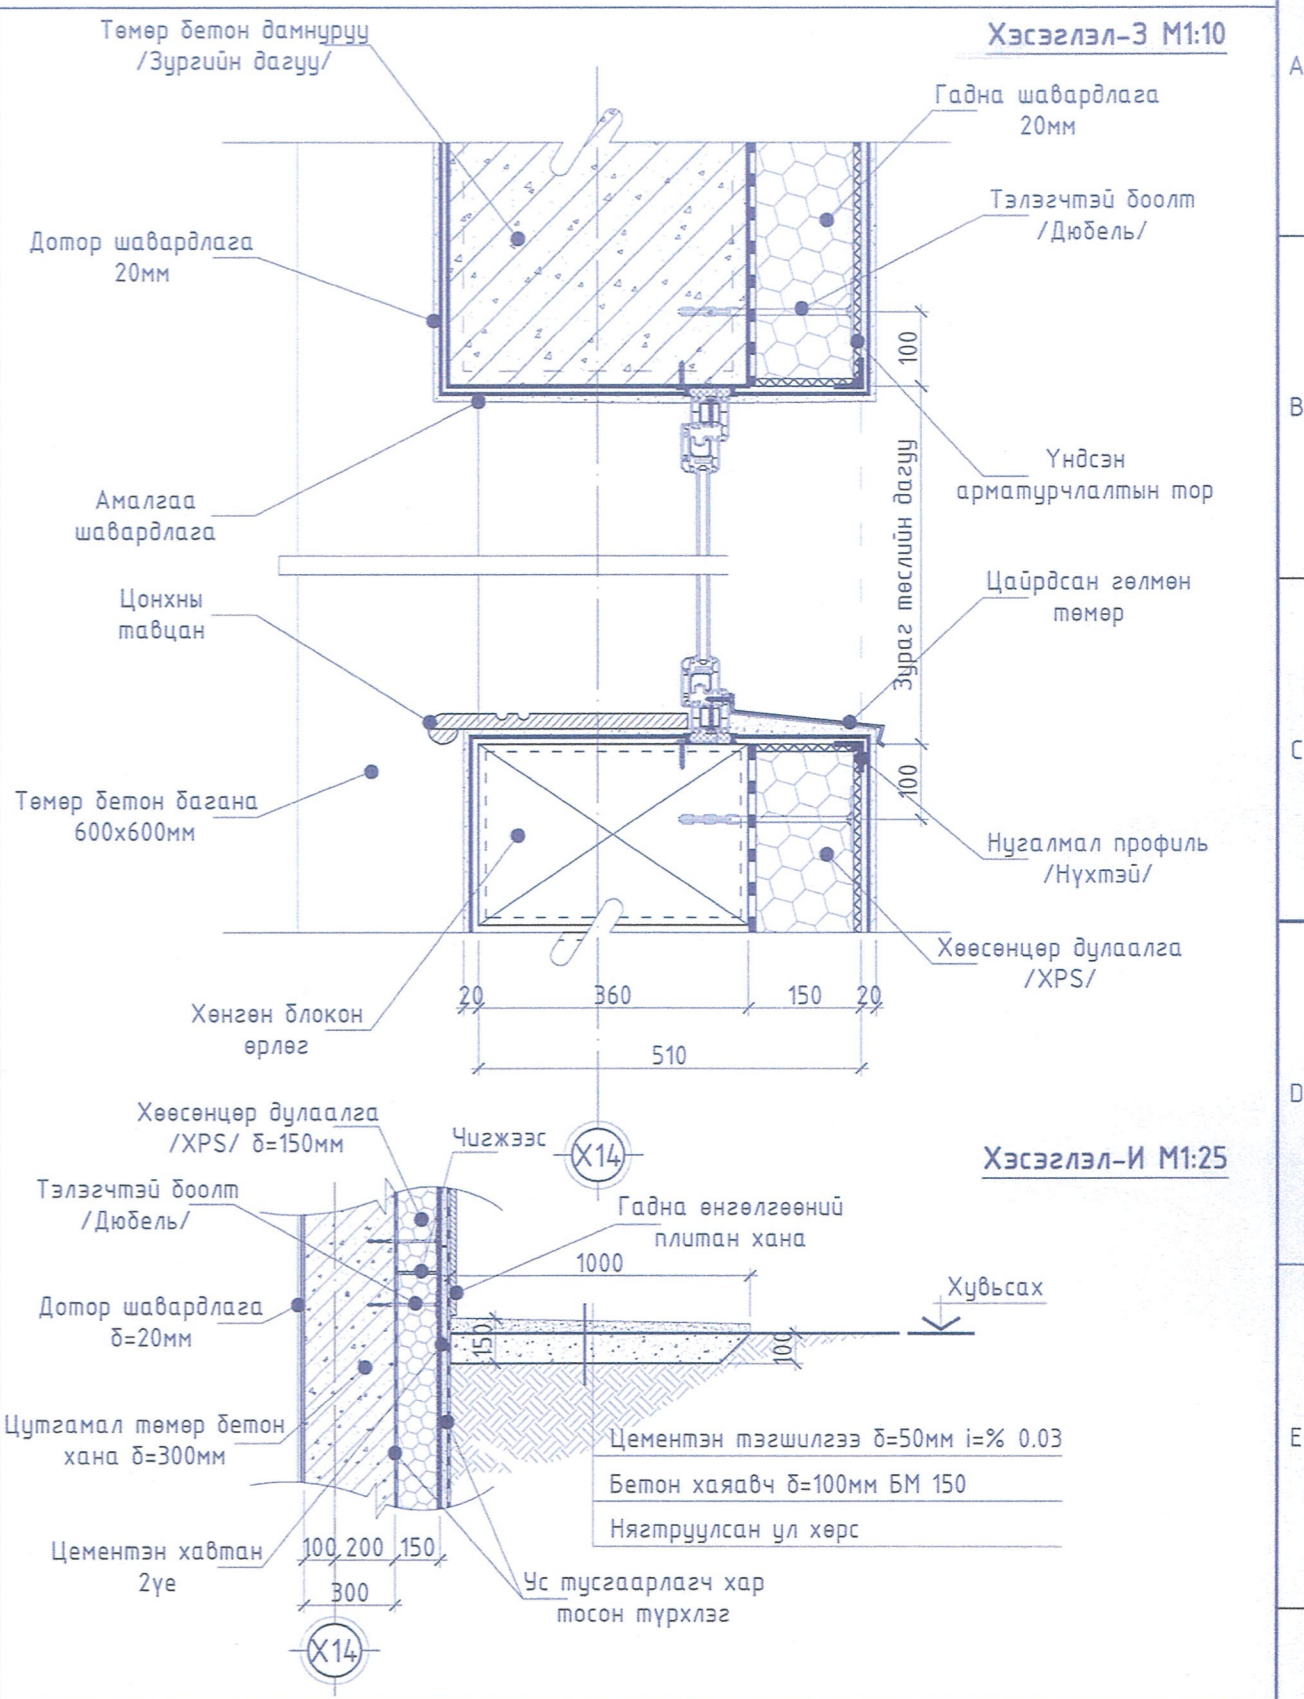 Хэсэглэл-З М1:10
Төмөр бетон дамнуруу
/Зургийн дагуу/
Гадна шавардлага
20мм
Тэлэгчтэй боолт
/Дюбель/
Дотор шавардлага
20мм
100
Үндсэн
арматурчлалтын тор
Амалгаа
шавардлага
Зураг төслийн дагуу
Цайрдсан гөлмөн
төмөр
Цонхны
тавцан
100
Төмөр бетон багана
600х600мм
Нугалмал профиль
/Нүхтэй/
Хөөсөнцөр дулаалга
/XPS/
Хөнгөн блокон
өрлөг
20 360 150 20
510
X14
Хэсэглэл-И М1:25
Хөөсөнцөр дулаалга
/XPS/ δ=150мм
Чигжээс
Тэлэгчтэй боолт
/Дюбель/
Гадна өнгөлгөөний
плитан хана
1000
Хувьсах
Дотор шавардлага
δ=20мм
150
100
Цутгамал төмөр бетон
хана δ=300мм
Цементэн тэгшилгээ δ=50мм i=% 0.03
Бетон хаяавч δ=100мм БМ 150
Нягтруулсан ул хөрс
Цементэн хавтан
2үе
100 200 150
300
Ус тусгаарлагч хар
тосон түрхлэг
X14
A
B
C
D
E